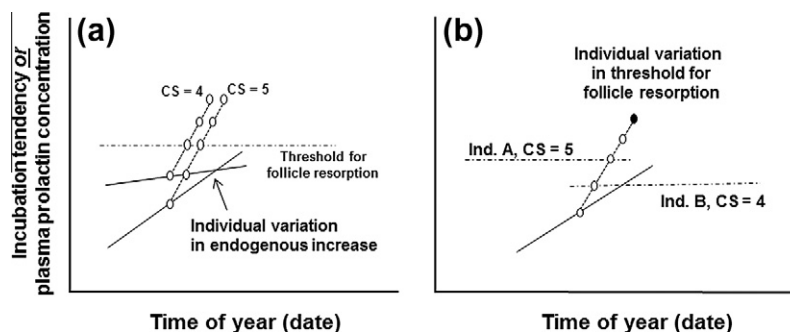 Incubation tendency or
plasma prolactin concentration
(a)
CS = 4
CS = 5
Threshold for
follicle resorption
Individual variation
in endogenous increase
Time of year (date)
(b)
Individual variation
in threshold for
follicle resorption
Ind. A, CS = 5
Ind. B, CS = 4
Time of year (date)